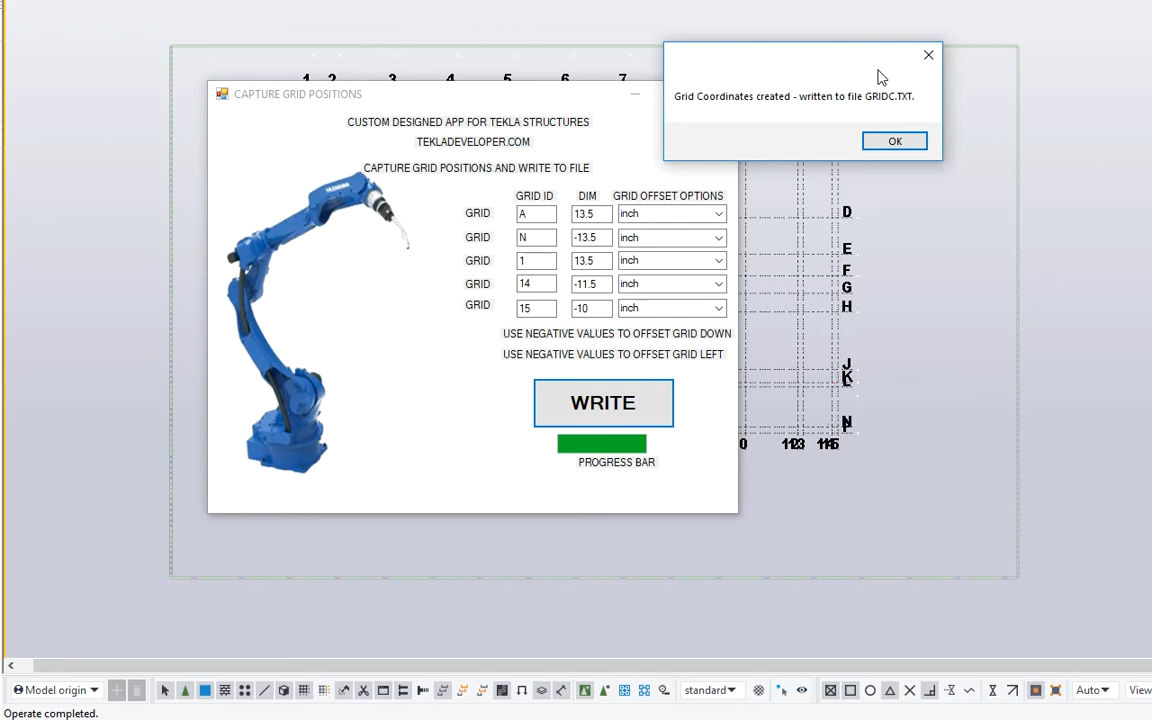 1 2 3 4 5 6 7
CAPTURE GRID POSITIONS
Grid Coordinates created - written to file GRIDC.TXT.
OK
CUSTOM DESIGNED APP FOR TEKLA STRUCTURES
TEKLADEVELOPER.COM
CAPTURE GRID POSITIONS AND WRITE TO FILE
GRID ID DIM GRID OFFSET OPTIONS
GRID A 13.5 inch
GRID N -13.5 inch
GRID 1 13.5 inch
GRID 14 -11.5 inch
GRID 15 -10 inch
USE NEGATIVE VALUES TO OFFSET GRID DOWN
USE NEGATIVE VALUES TO OFFSET GRID LEFT
WRITE
PROGRESS BAR
D
E
F
G
H
J
K
N
Model origin
standard
Auto
View
Operate completed.